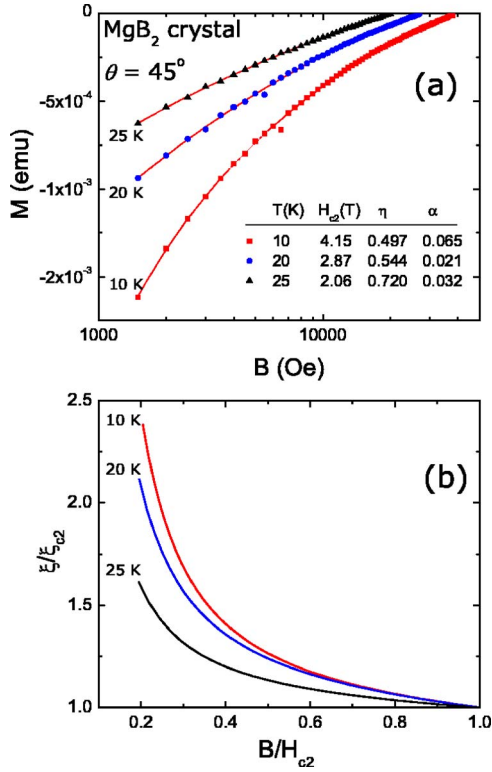 MgB2 crystal
θ = 45°
(a)
0
-5x10-4
-1x10-3
-2x10-3
M (emu)
25 K
20 K
10 K
T(K) Hc2(T) η α
10 4.15 0.497 0.065
20 2.87 0.544 0.021
25 2.06 0.720 0.032
1000 10000
B (Oe)
(b)
2.5
2.0
1.5
1.0
ξ/ξc2
10 K
20 K
25 K
0.2 0.4 0.6 0.8 1.0
B/Hc2